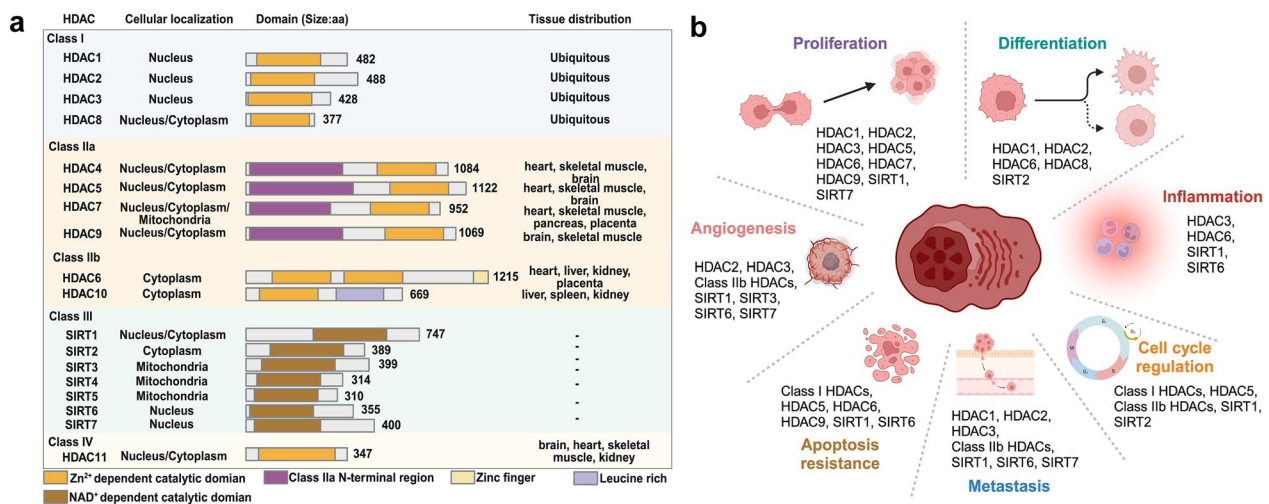 a
HDAC Cellular localization Domain (Size:aa) Tissue distribution
Class I
HDAC1 Nucleus 482 Ubiquitous
HDAC2 Nucleus 488 Ubiquitous
HDAC3 Nucleus 428 Ubiquitous
HDAC8 Nucleus/Cytoplasm 377 Ubiquitous
Class IIa
HDAC4 Nucleus/Cytoplasm 1084 heart, skeletal muscle,
brain
HDAC5 Nucleus/Cytoplasm 1122 heart, skeletal muscle,
brain
HDAC7 Nucleus/Cytoplasm/ 952 heart, skeletal muscle,
Mitochondria pancreas, placenta
HDAC9 Nucleus/Cytoplasm 1069 brain, skeletal muscle
Class IIb
HDAC6 Cytoplasm 1215 heart, liver, kidney,
placenta
HDAC10 Cytoplasm 669 liver, spleen, kidney
Class III
SIRT1 Nucleus/Cytoplasm 747 -
SIRT2 Cytoplasm 389 -
SIRT3 Mitochondria 399 -
SIRT4 Mitochondria 314 -
SIRT5 Mitochondria 310 -
SIRT6 Nucleus 355 -
SIRT7 Nucleus 400 -
Class IV
HDAC11 Nucleus/Cytoplasm 347 brain, heart, skeletal
muscle, kidney
Zn²⁺ dependent catalytic domian
Class IIa N-terminal region
Zinc finger
Leucine rich
NAD⁺ dependent catalytic domian
b
Proliferation
HDAC1, HDAC2,
HDAC3, HDAC5,
HDAC6, HDAC7,
HDAC9, SIRT1,
SIRT7
Differentiation
HDAC1, HDAC2,
HDAC6, HDAC8,
SIRT2
Inflammation
HDAC3,
HDAC6,
SIRT1,
SIRT6
Angiogenesis
HDAC2, HDAC3,
Class IIb HDACs,
SIRT1, SIRT3,
SIRT6, SIRT7
Cell cycle
regulation
Class I HDACs, HDAC5,
Class IIb HDACs, SIRT1,
SIRT2
Class I HDACs,
HDAC5, HDAC6,
HDAC9, SIRT1, SIRT6
Apoptosis
resistance
HDAC1, HDAC2,
HDAC3,
Class IIb HDACs,
SIRT1, SIRT6, SIRT7
Metastasis